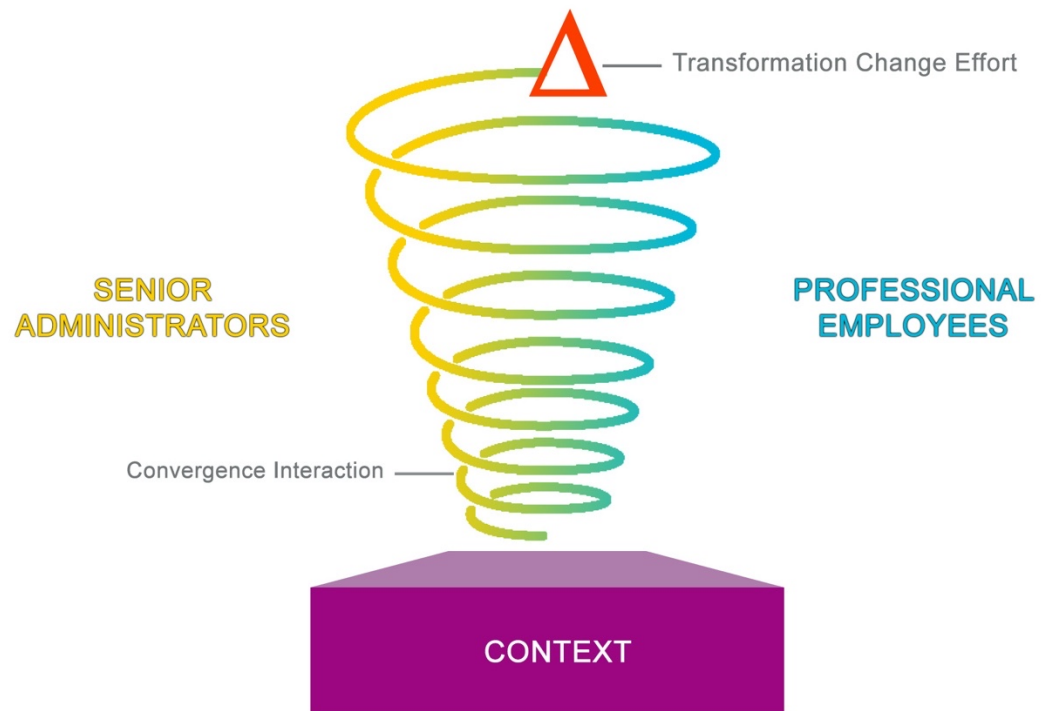 Transformation Change Effort
SENIOR
ADMINISTRATORS
PROFESSIONAL
EMPLOYEES
Convergence Interaction
CONTEXT